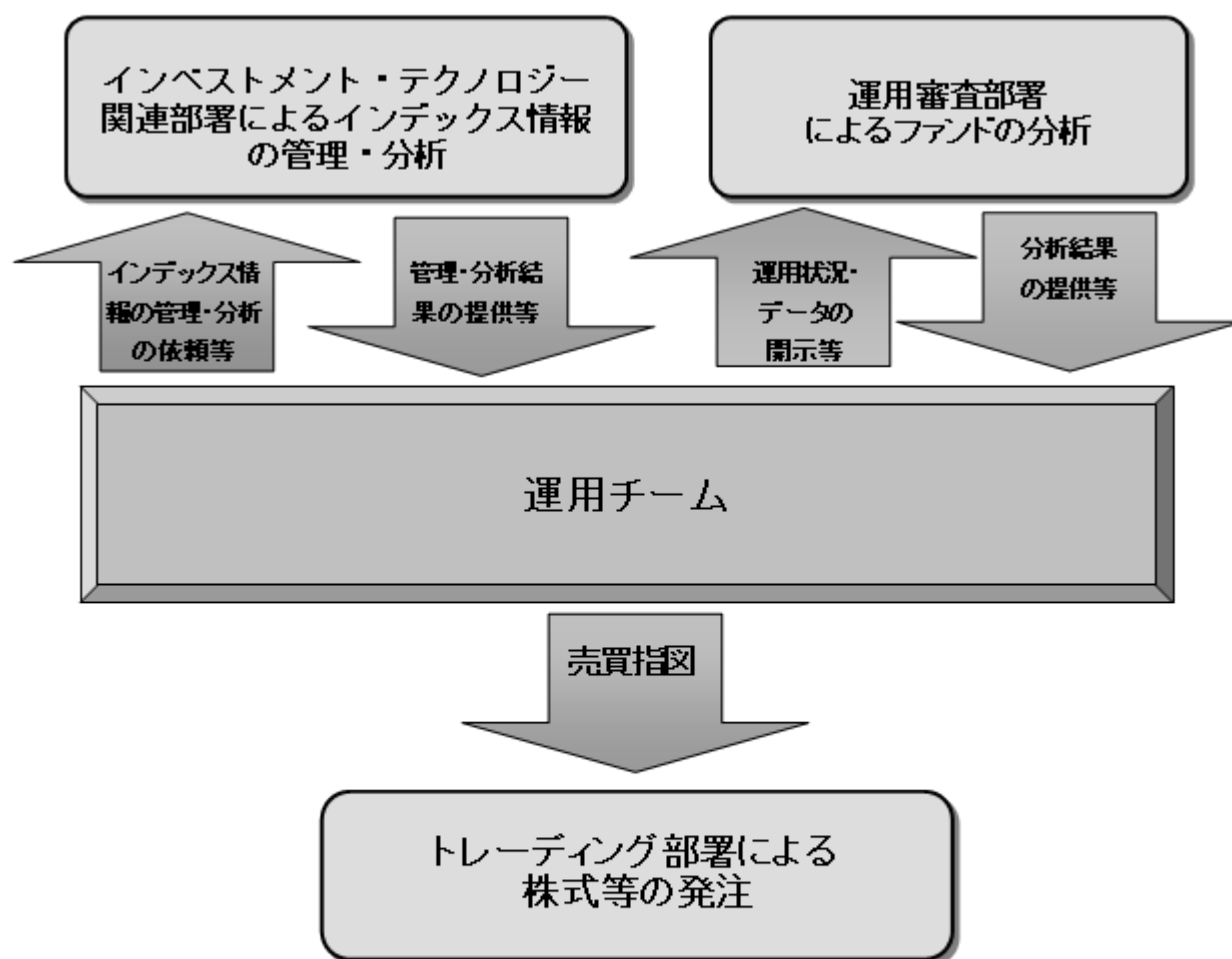 インベストメント・テクノロジー
関連部署によるインデックス情報
の管理・分析
運用審査部署
によるファンドの分析
インデックス情
報の管理・分析
の依頼等
管理・分析結
果の提供等
運用状況・
データの
開示等
分析結果
の提供等
運用チーム
売買指図
トレーディング部署による
株式等の発注